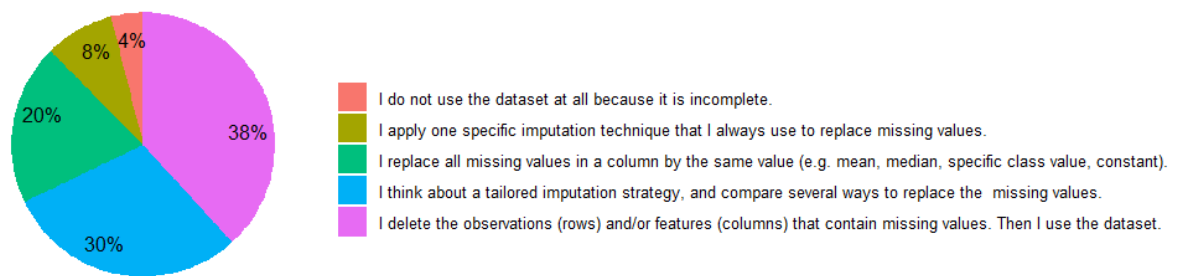 4%
8%
20%
38%
30%
I do not use the dataset at all because it is incomplete.
I apply one specific imputation technique that I always use to replace missing values.
I replace all missing values in a column by the same value (e.g. mean, median, specific class value, constant).
I think about a tailored imputation strategy, and compare several ways to replace the  missing values.
I delete the observations (rows) and/or features (columns) that contain missing values. Then I use the dataset.